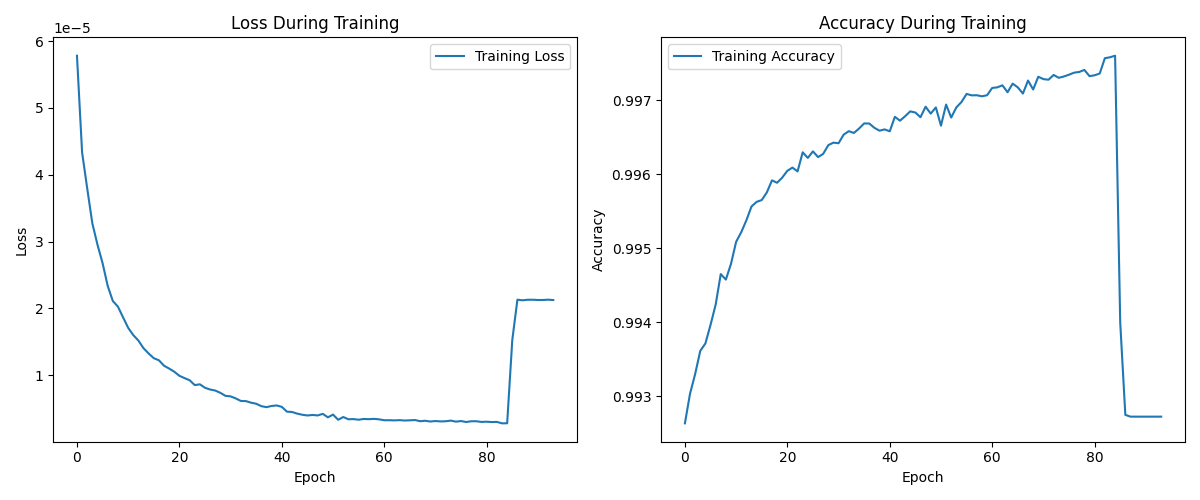 Loss During Training
1e−5
6
5
4
3
2
1
Loss
Training Loss
0 20 40 60 80
Epoch
Accuracy During Training
Training Accuracy
0.997
0.996
0.995
0.994
0.993
Accuracy
0 20 40 60 80
Epoch